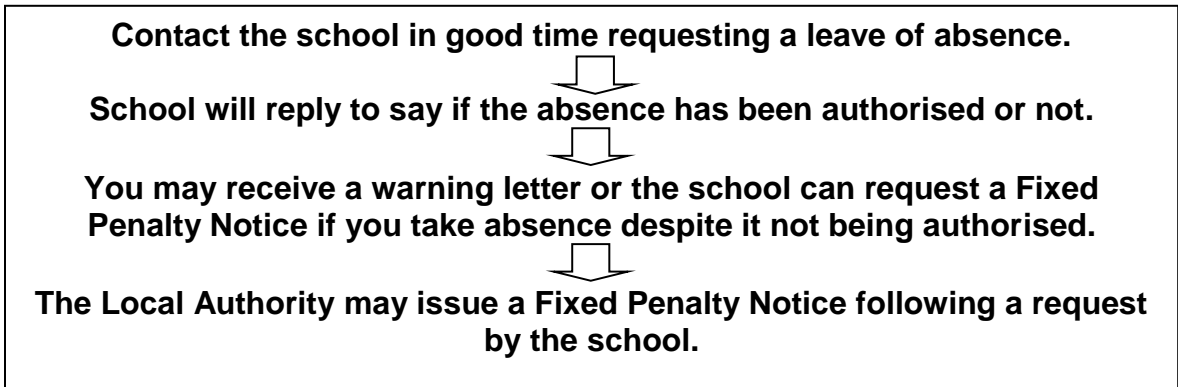 Contact the school in good time requesting a leave of absence.
School will reply to say if the absence has been authorised or not.
You may receive a warning letter or the school can request a Fixed
Penalty Notice if you take absence despite it not being authorised.
The Local Authority may issue a Fixed Penalty Notice following a request
by the school.